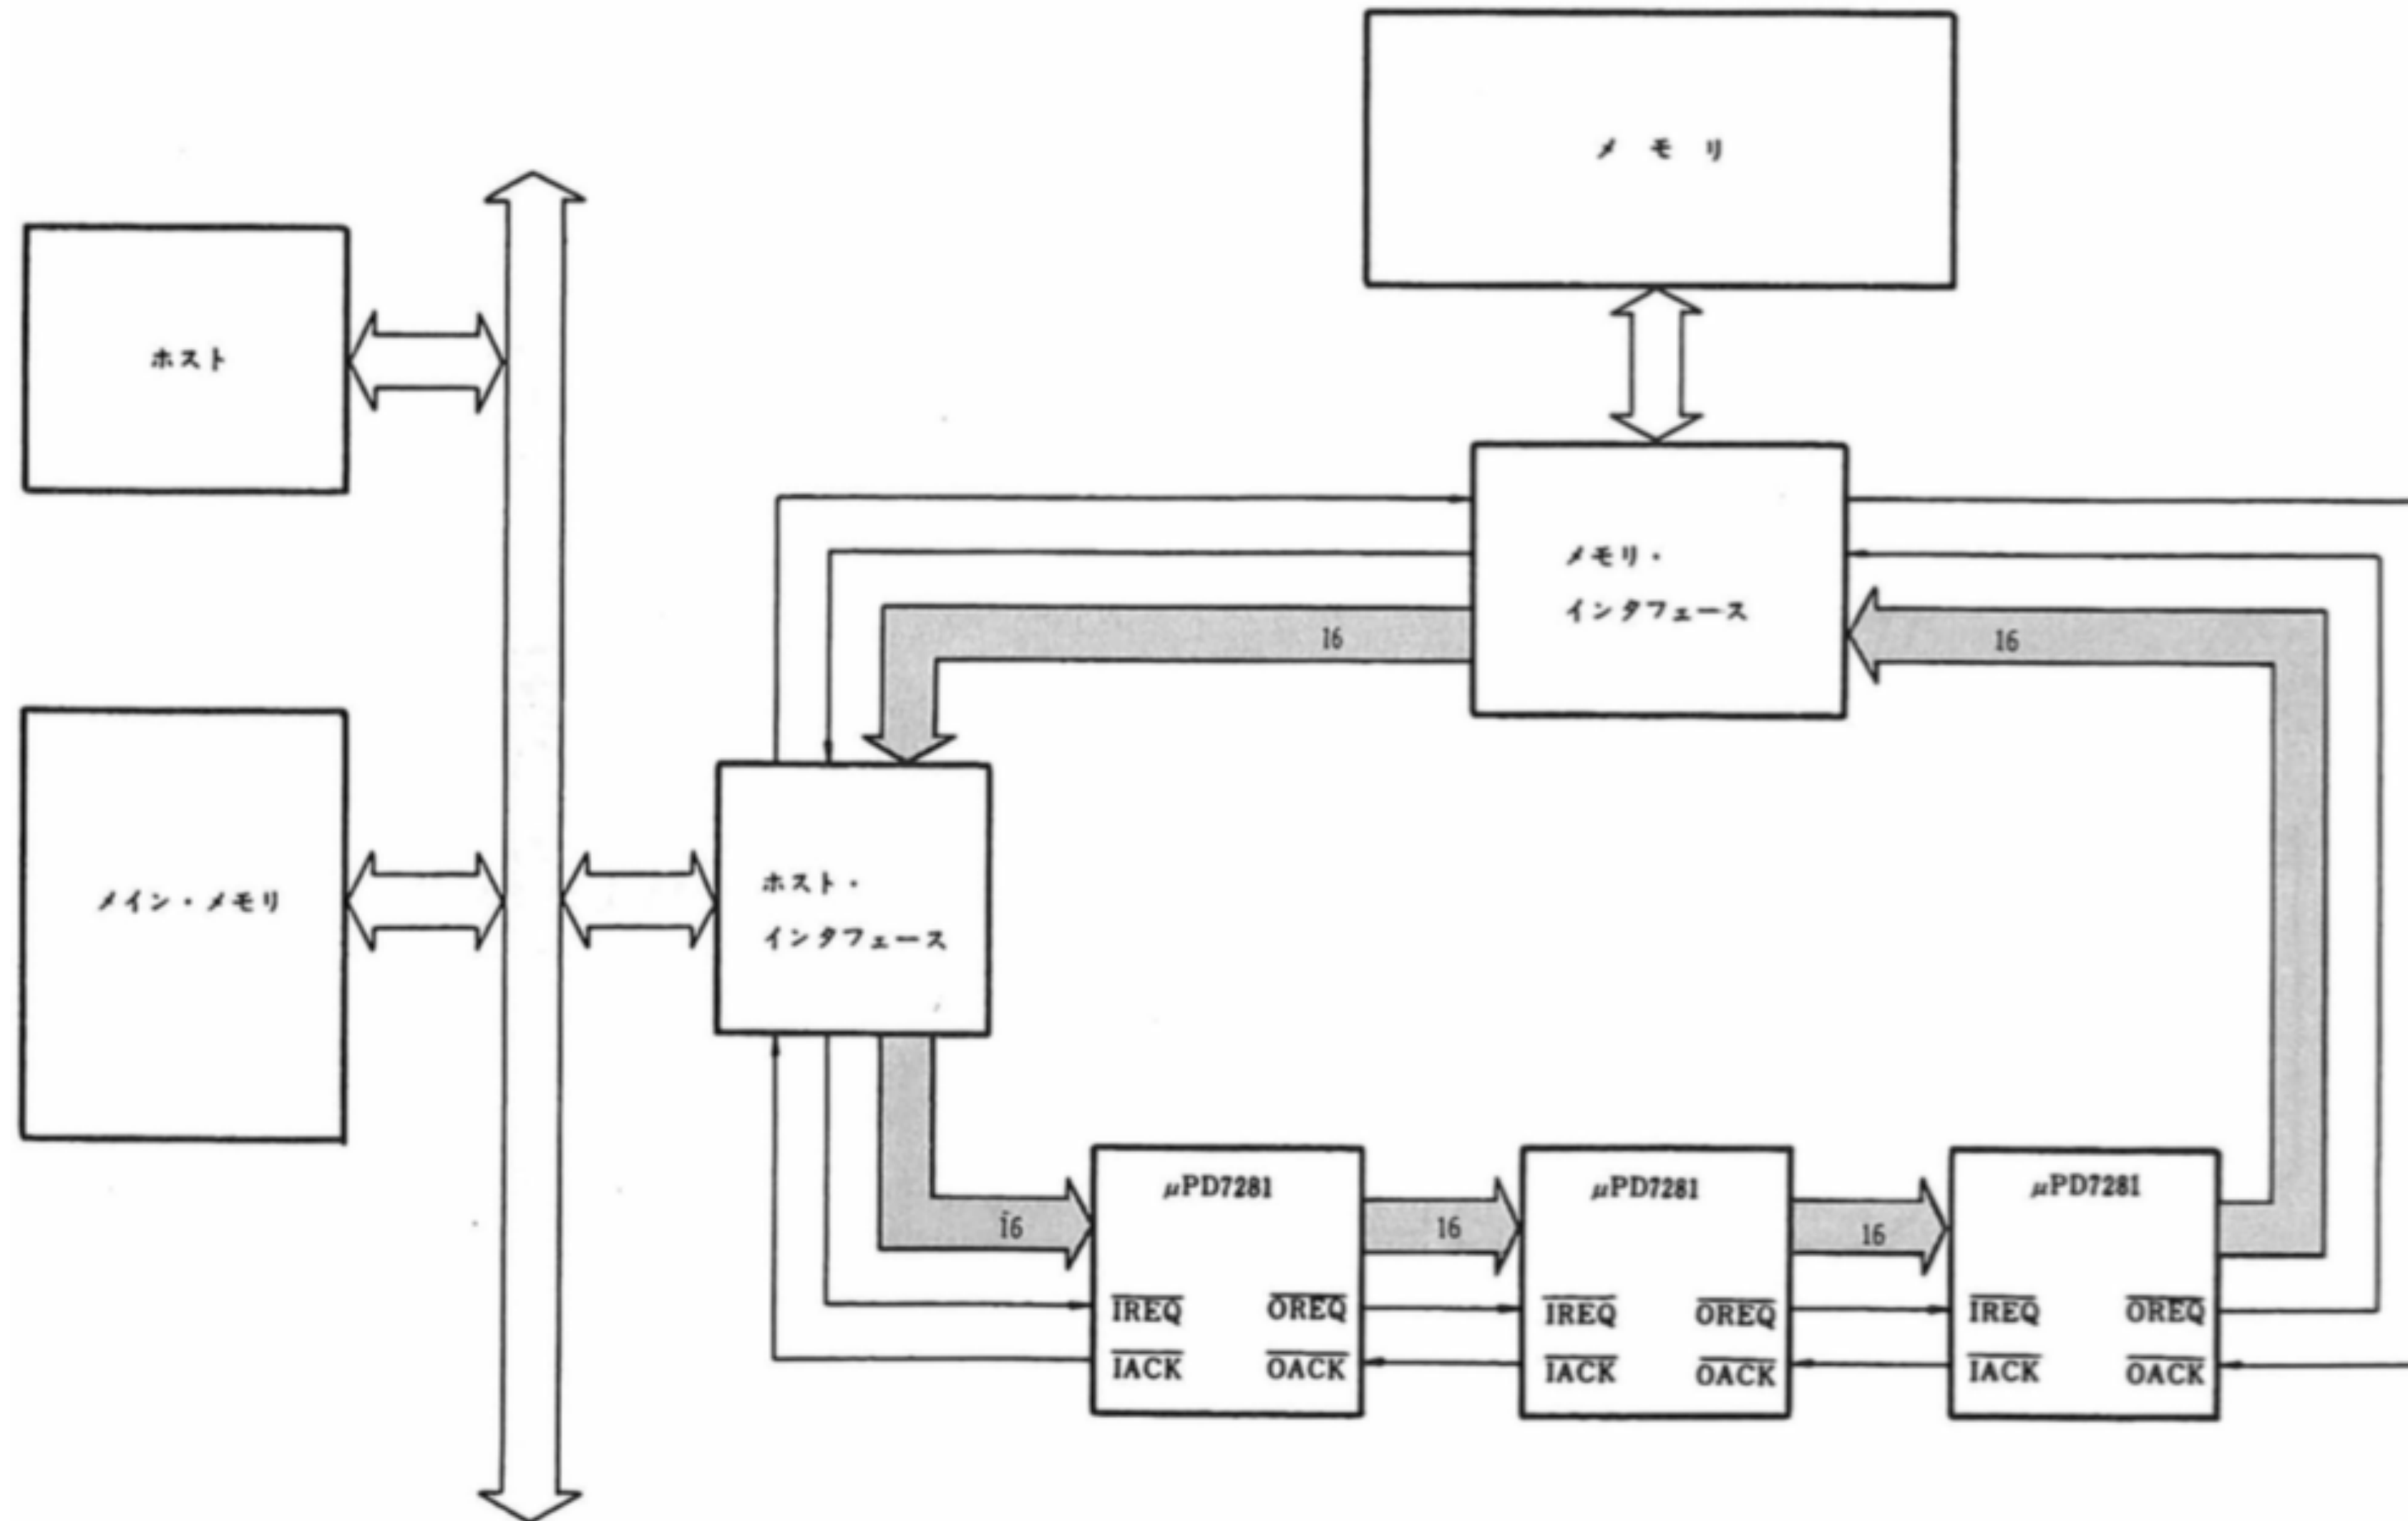 メモリ
ホスト
メモリ・
インタフェース
16
16
メイン・メモリ
ホスト・
インタフェース
μPD7281
μPD7281
μPD7281
16
16
16
IREQ
OREQ
IREQ
OREQ
IREQ
OREQ
IACK
OACK
IACK
OACK
IACK
OACK